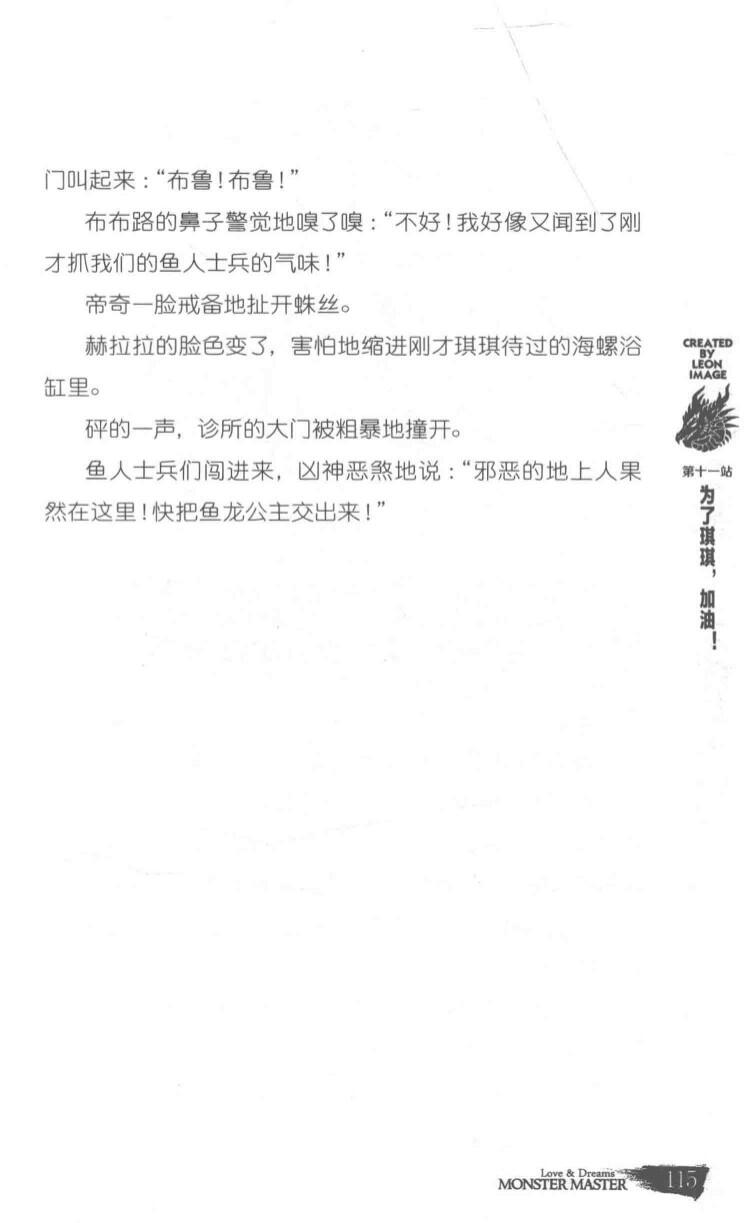 门叫起来：“布鲁！布鲁！”
布布路的鼻子警觉地嗅了嗅：“不好！我好像又闻到了刚
才抓我们的鱼人士兵的气味！”
帝奇一脸戒备地扯开蛛丝。
赫拉拉的脸色变了，害怕地缩进刚才琪琪待过的海螺浴
缸里。
砰的一声，诊所的大门被粗暴地撞开。
鱼人士兵们闯进来，凶神恶煞地说：“邪恶的地上人果
然在这里！快把鱼龙公主交出来！”
CREATED
BY
LEON
IMAGE
第十一站
为了琪琪，加油！
Love & Dreams
MONSTER MASTER
115